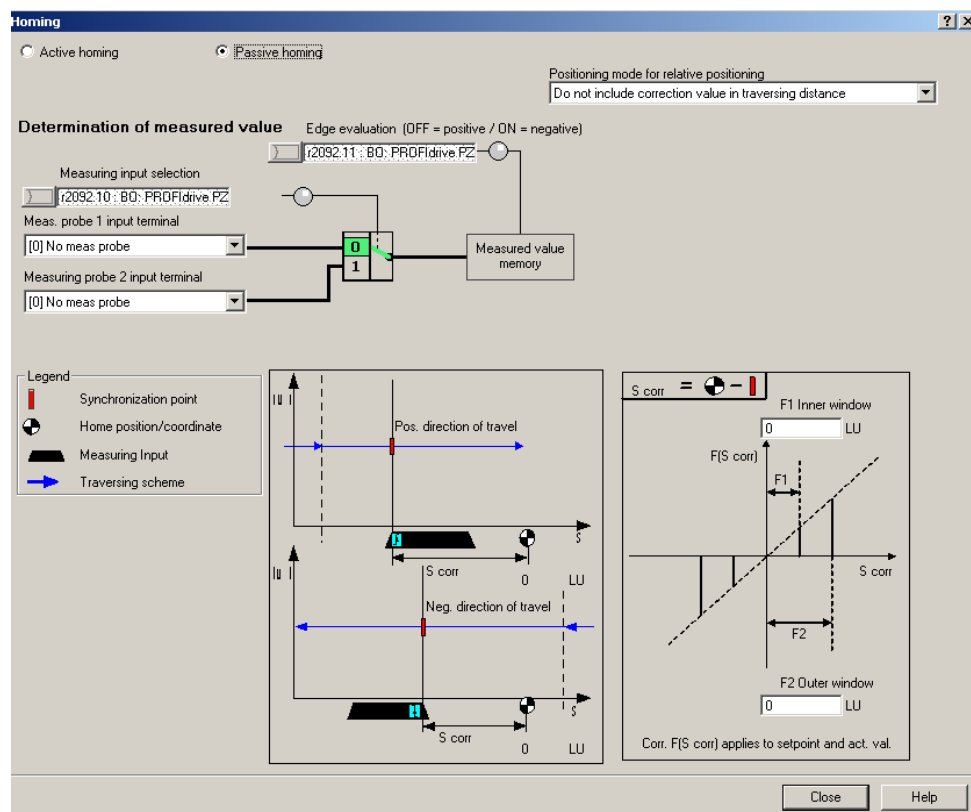 Homing
Active homing
Passive homing
Positioning mode for relative positioning
Do not include correction value in traversing distance
Determination of measured value
Edge evaluation (OFF = positive / ON = negative)
r2092.11 : BO: PROFIdrive PZ
Measuring input selection
r2092.10 : BO: PROFIdrive PZ
Meas. probe 1 input terminal
[0] No meas probe
0
1
Measured value
memory
Measuring probe 2 input terminal
[0] No meas probe
Legend
Synchronization point
Home position/coordinate
Measuring Input
Traversing scheme
Pos. direction of travel
S
S corr
0
LU
Neg. direction of travel
S
S corr
0
LU
S corr = -
F1 Inner window
0
LU
F(S corr)
F1
S corr
F2
F2 Outer window
0
LU
Corr. F(S corr) applies to setpoint and act. val.
Close
Help